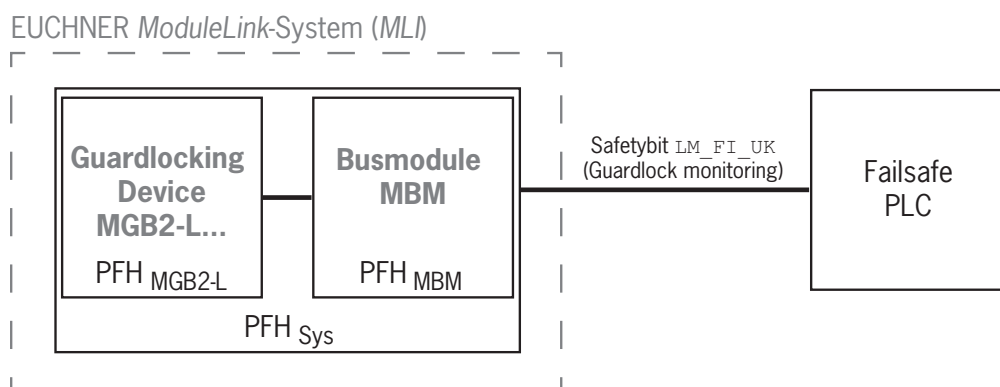 EUCHNER ModuleLink-System (MLI)
Guardlocking
Device
MGB2-L...
PFH MGB2-L
Busmodule
MBM
PFH MBM
PFH Sys
Safetybit LM_FI_UK
(Guardlock monitoring)
Failsafe
PLC